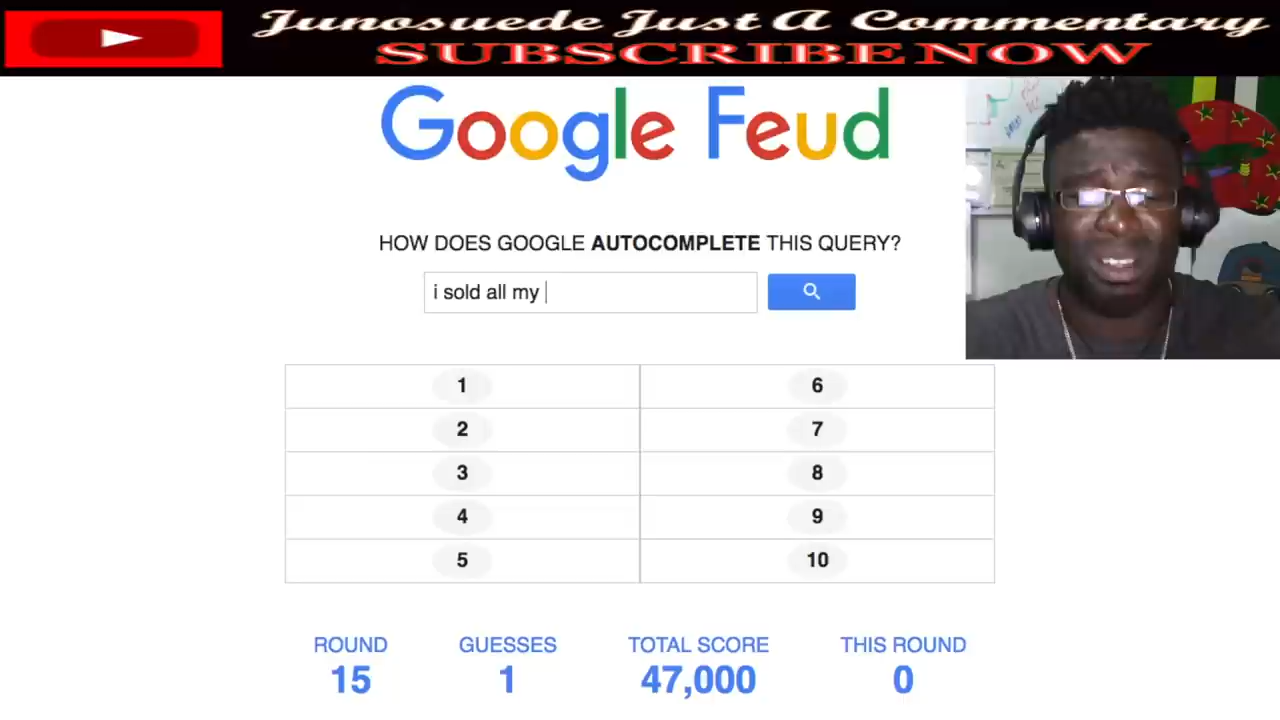 Junosuede Just A Commentary
SUBSCRIBE NOW
Google Feud
HOW DOES GOOGLE AUTOCOMPLETE THIS QUERY?
i sold all my
1 6
2 7
3 8
4 9
5 10
ROUND GUESSES TOTAL SCORE THIS ROUND
15 1 47,000 0